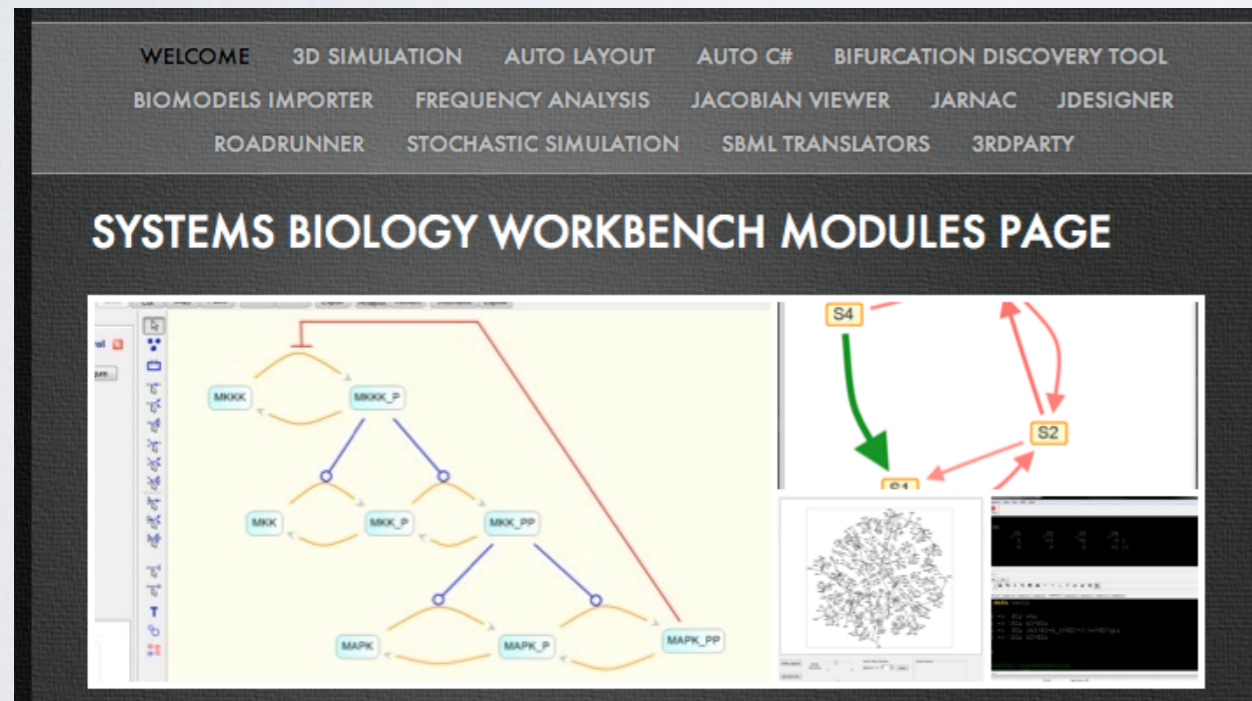 WELCOME 3D SIMULATION AUTO LAYOUT AUTO C# BIFURCATION DISCOVERY TOOL
BIOMODELS IMPORTER FREQUENCY ANALYSIS JACOBIAN VIEWER JARNAC JDESIGNER
ROADRUNNER STOCHASTIC SIMULATION SBML TRANSLATORS 3RDPARTY
SYSTEMS BIOLOGY WORKBENCH MODULES PAGE
MKKK MKKK_P
MKK MKK_P MKK_PP
MAPK MAPK_P MAPK_PP
S4
S2
S1